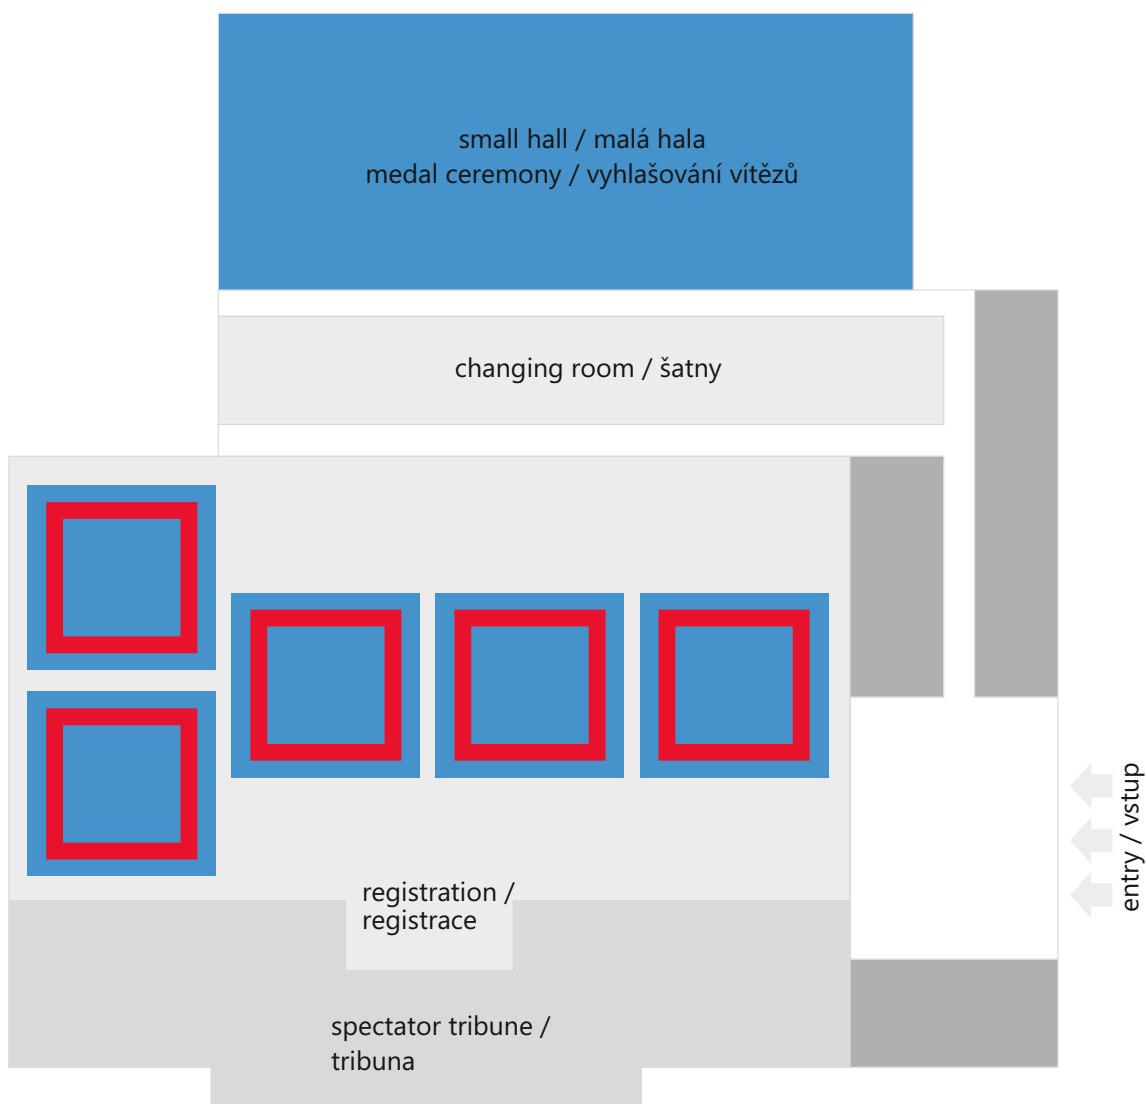 small hall / malá hala
medal ceremony / vyhlašování vítězů
changing room / šatny
entry / vstup
registration /
registrace
spectator tribune /
tribuna